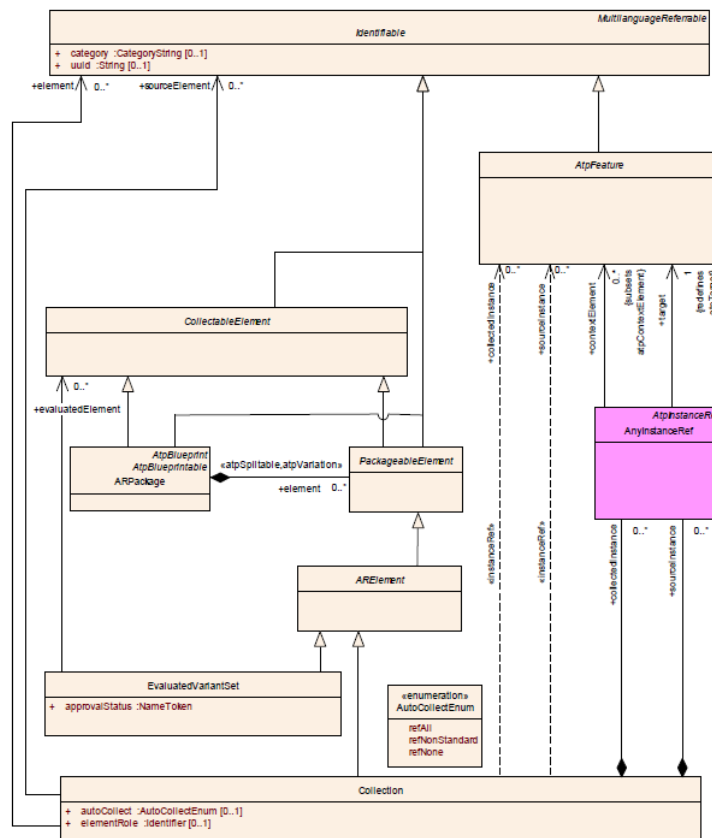 MultilanguageReferrable
Identifiable
+ category :CategoryString [0..1]
+ uuid :String [0..1]
+element 0..*
+sourceElement 0..*
AtpFeature
0..*
0..*
0..*
{subsets
atpContextElement}
1
{redefines
+collectedInstance
+sourceInstance
+contextElement
+target
CollectableElement
0..*
+evaluatedElement
AtpBlueprint
AtpBlueprintable
ARPackage
«atpSplitable,atpVariation»
+element 0..*
PackageableElement
AnyInstanceRef
0..*
0..*
+collectedInstance
+sourceInstance
«instanceRef»
«instanceRef»
ARElement
EvaluatedVariantSet
+ approvalStatus :NameToken
«enumeration»
AutoCollectEnum
refAll
refNonStandard
refNone
Collection
+ autoCollect :AutoCollectEnum [0..1]
+ elementRole :Identifier [0..1]